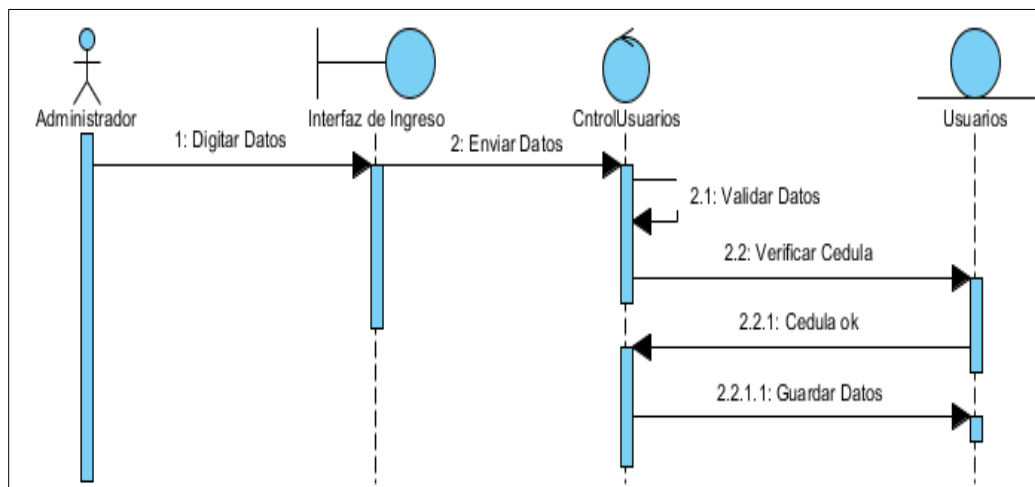 Administrador
Interfaz de Ingreso
CntrolUsuarios
Usuarios
1: Digitar Datos
2: Enviar Datos
2.1: Validar Datos
2.2: Verificar Cedula
2.2.1: Cedula ok
2.2.1.1: Guardar Datos